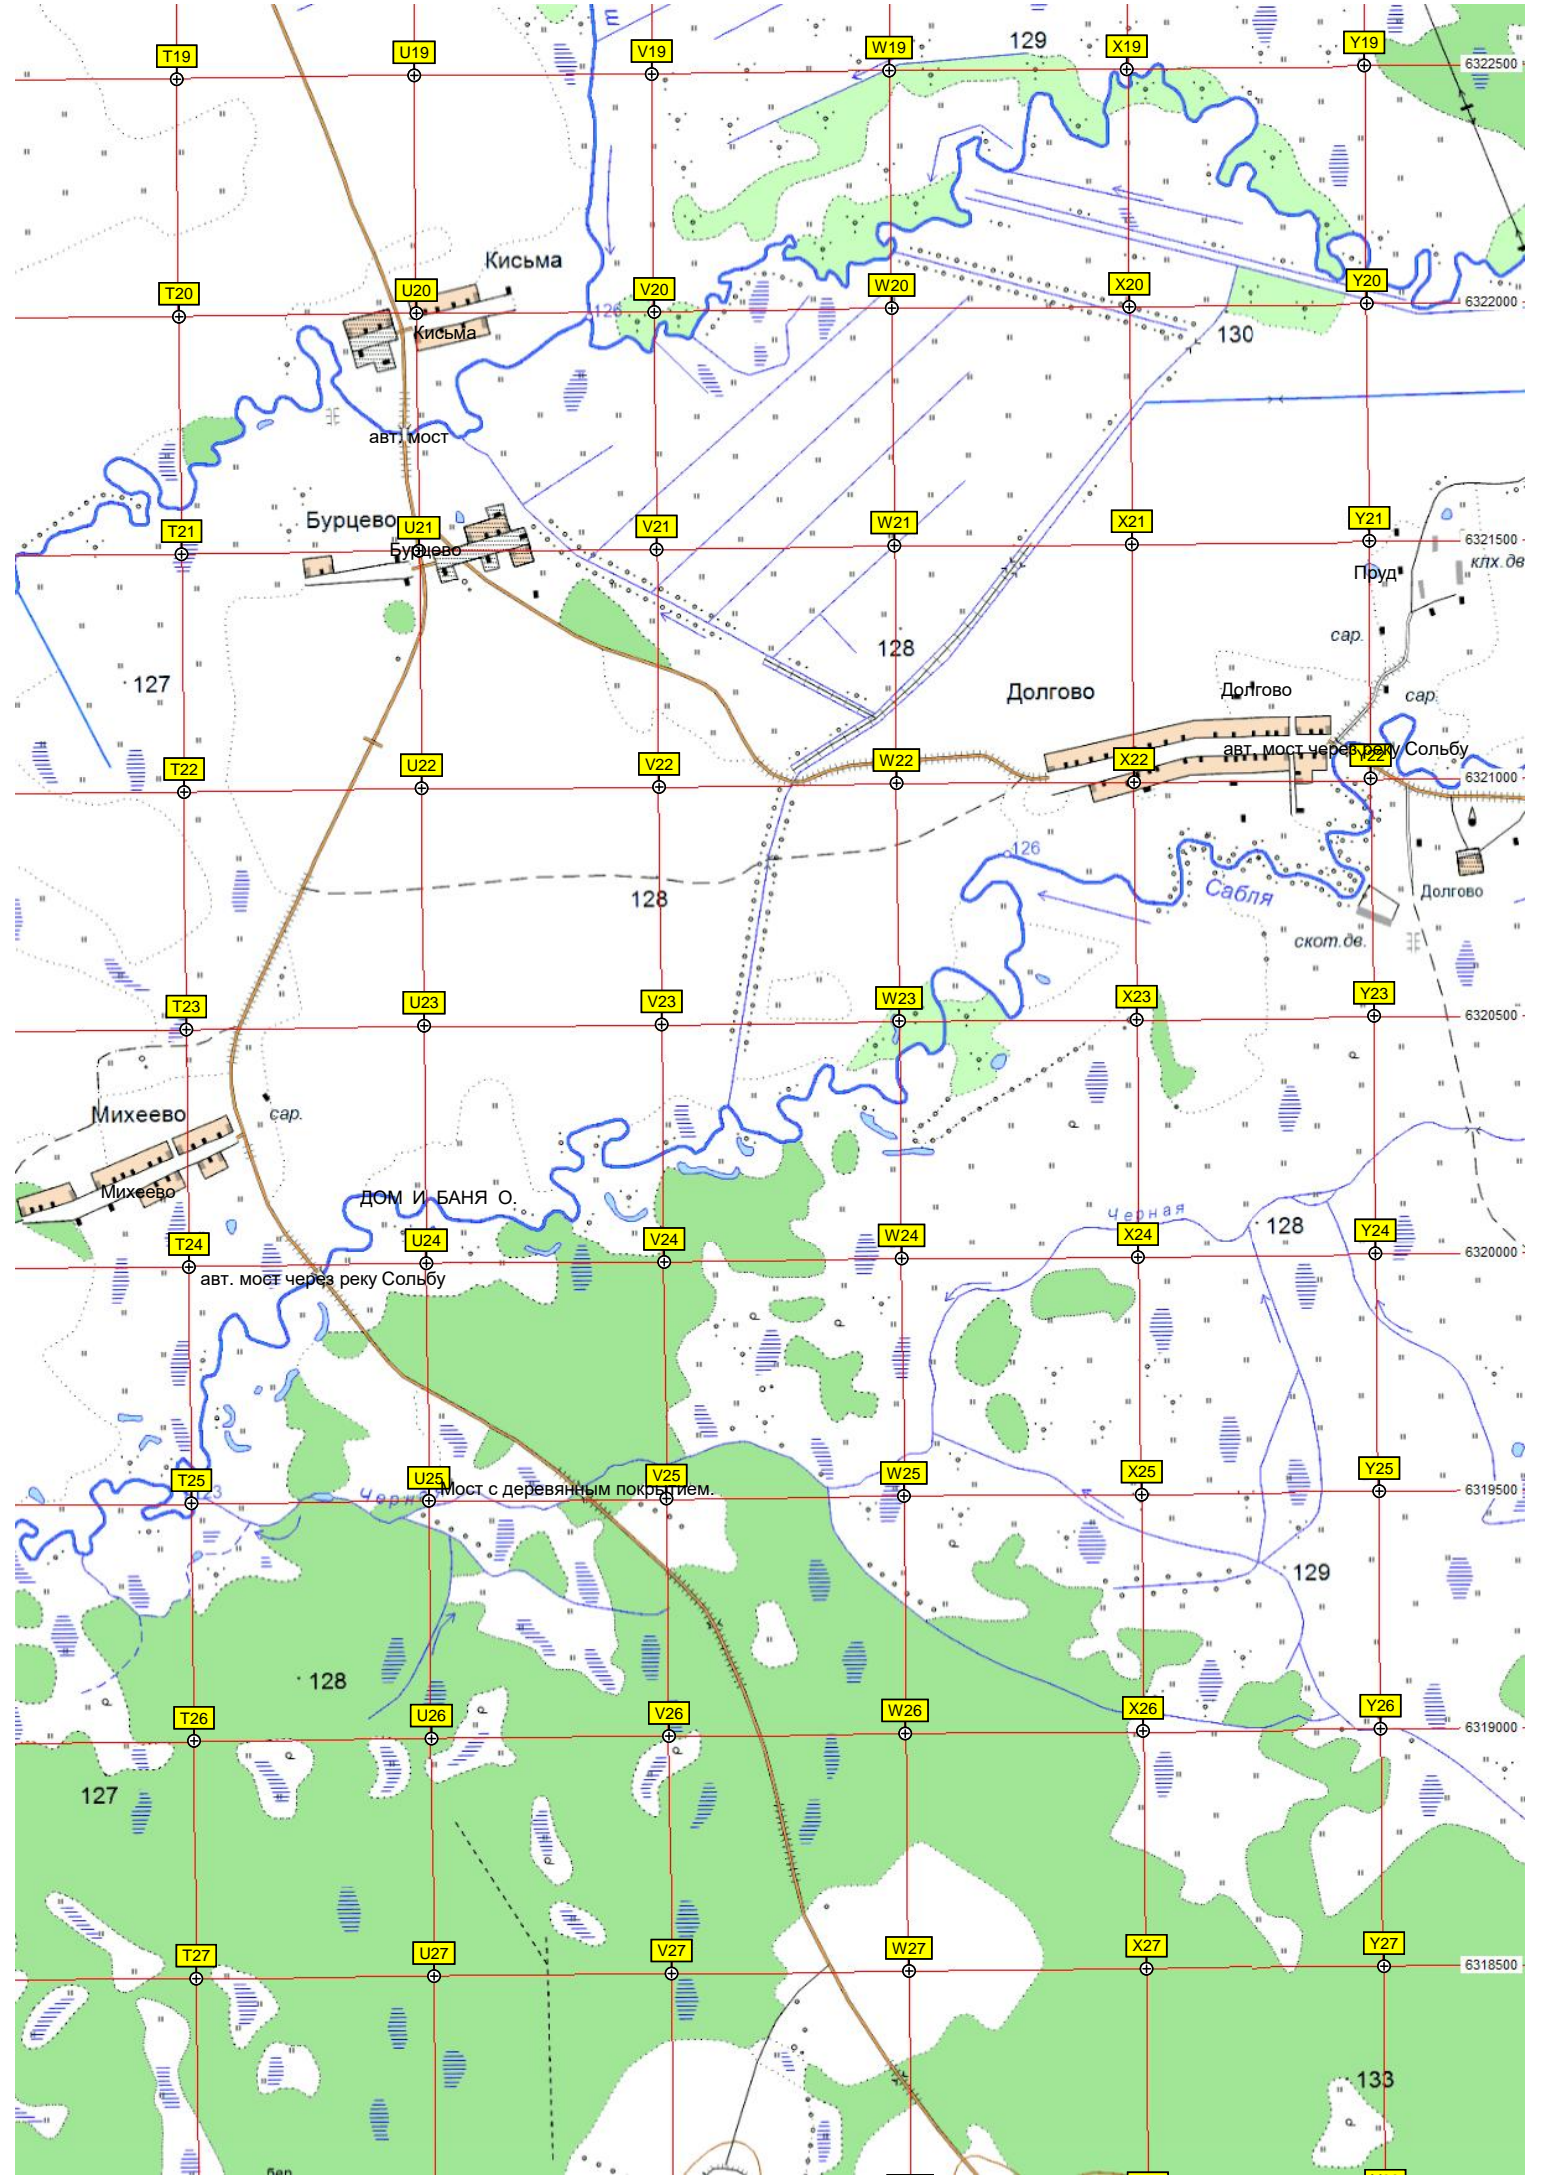 129
T19
U19
V19
W19
X19
Y19
6322500
Кисьма
T20
U20
V20
W20
X20
Y20
6322000
126
Кисьма
130
авт. мост
Бурцево
T21
U21
V21
W21
X21
Y21
6321500
Бурцево
клх.дв
Пруд
сар.
128
127
Долгово
Долгово
сар.
авт. мост через реку Сольбу
T22
U22
V22
W22
X22
Y22
6321000
126
128
Сабля
Долгово
скот.дв.
T23
U23
V23
W23
X23
Y23
6320500
Михеево
сар.
Михеево
ДОМ И БАНЯ О.
Черная
128
T24
U24
V24
W24
X24
Y24
6320000
авт. мост через реку Сольбу
T25
U25
V25
W25
X25
Y25
6319500
Мост с деревянным покрытием.
129
128
T26
U26
V26
W26
X26
Y26
6319000
127
T27
U27
V27
W27
X27
Y27
6318500
133